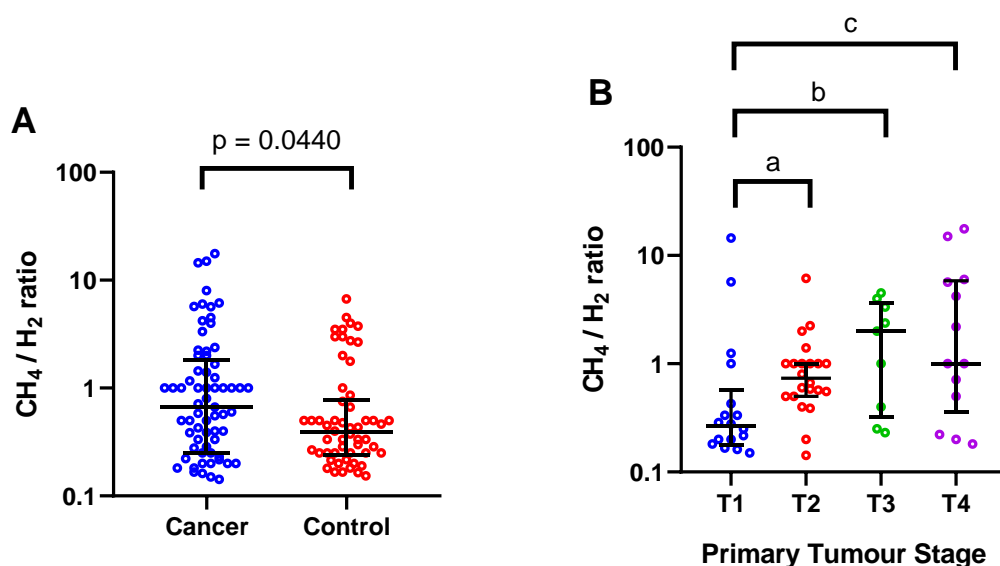 A
p = 0.0440
CH4 / H2 ratio
100
10
1
0.1
Cancer
Control
B
c
b
a
CH4 / H2 ratio
100
10
1
0.1
T1
T2
T3
T4
Primary Tumour Stage